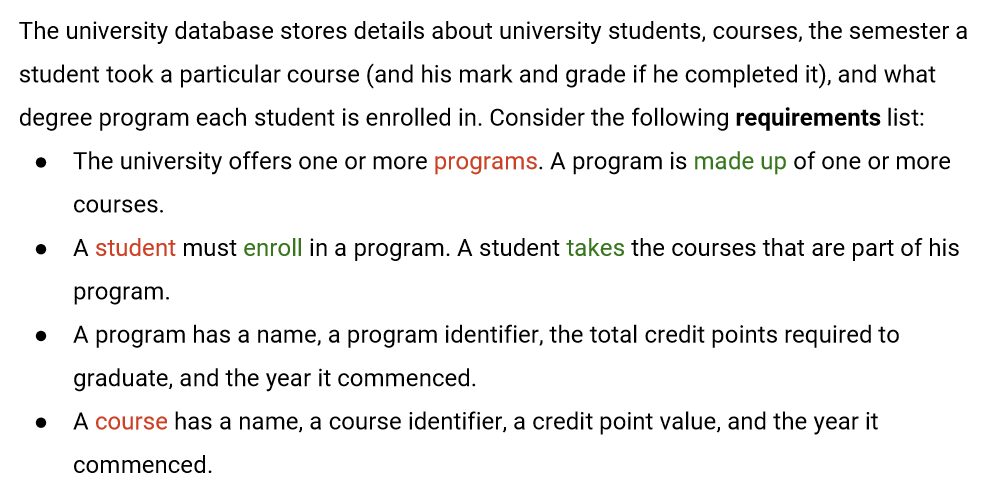 The university database stores details about university students, courses, the semester a
student took a particular course (and his mark and grade if he completed it), and what
degree program each student is enrolled in. Consider the following requirements list:
● The university offers one or more programs. A program is made up of one or more
courses.
● A student must enroll in a program. A student takes the courses that are part of his
program.
● A program has a name, a program identifier, the total credit points required to
graduate, and the year it commenced.
● A course has a name, a course identifier, a credit point value, and the year it
commenced.